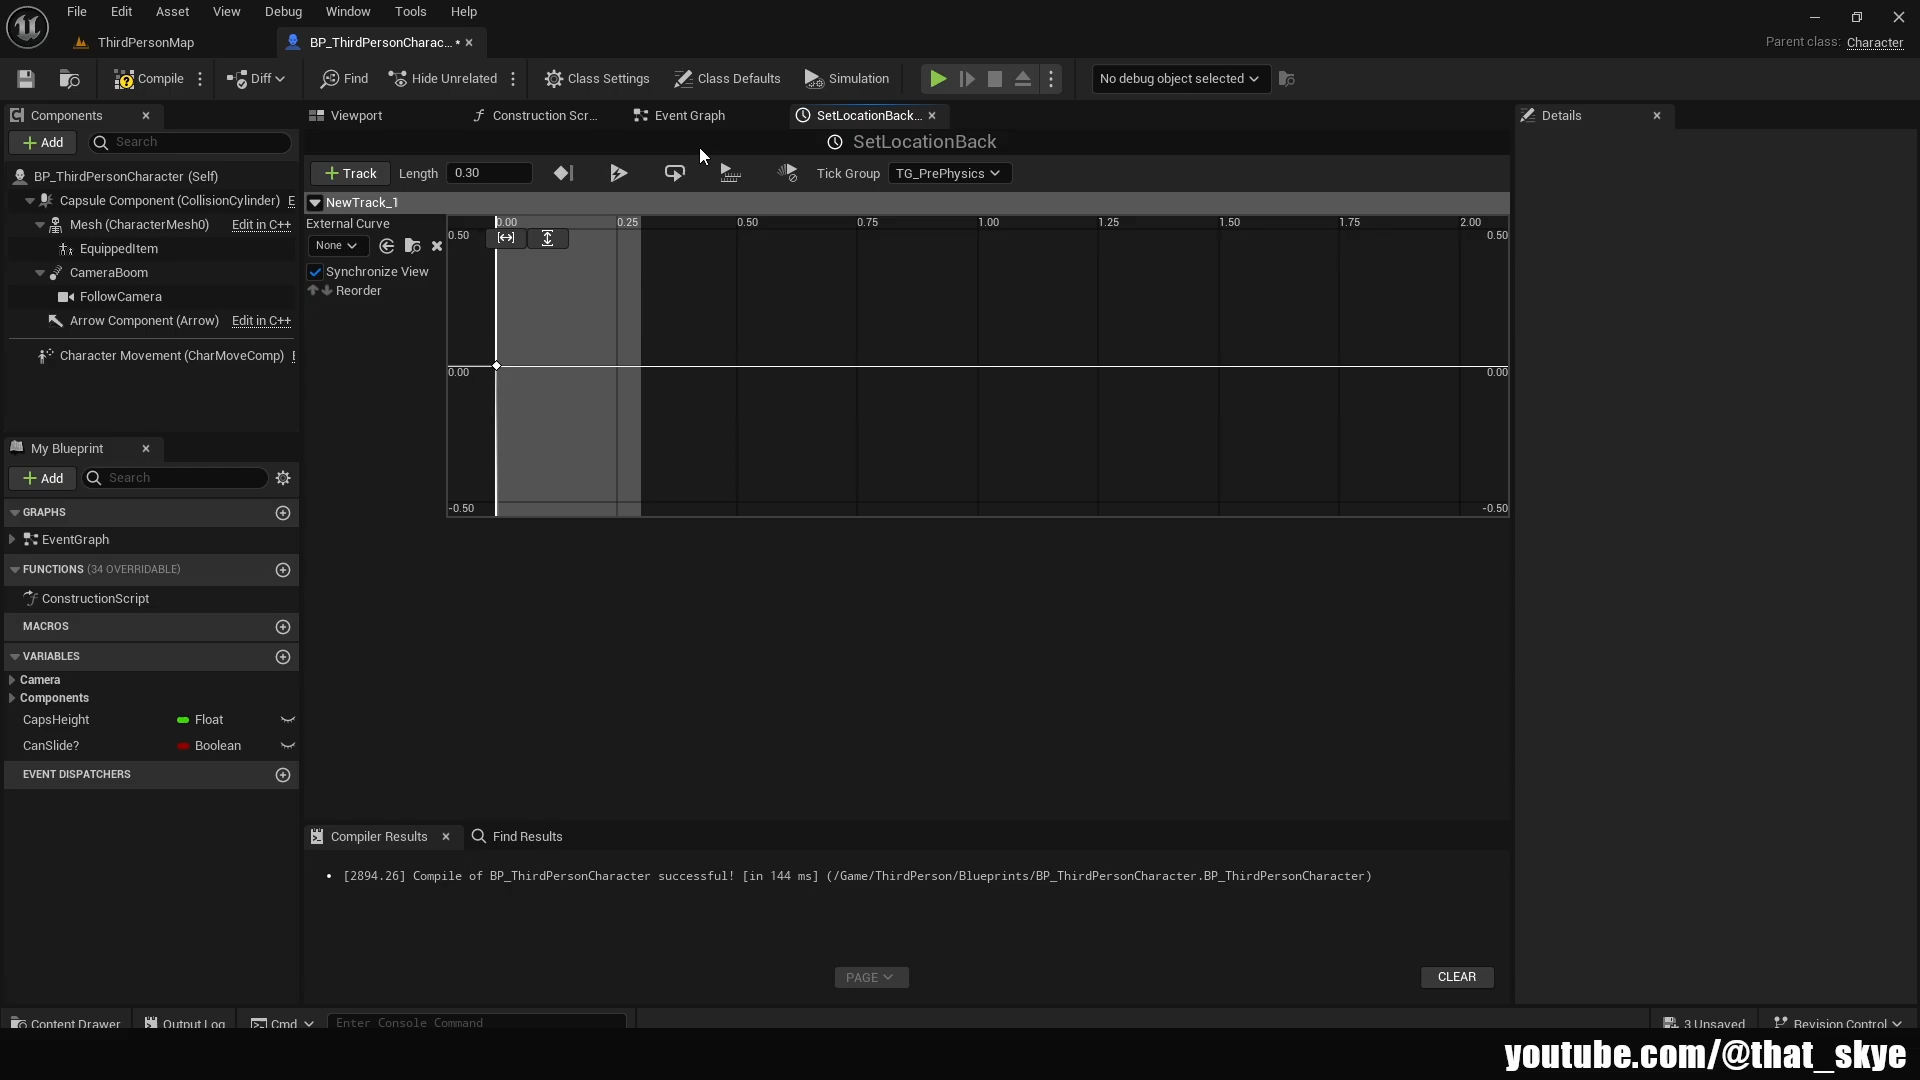 File Edit Asset View Debug Window Tools Help
ThirdPersonMap
BP_ThirdPersonCharac... *
Parent class: Character
Compile
Diff
Find
Hide Unrelated
Class Settings
Class Defaults
Simulation
No debug object selected
Components
Add
Search
BP_ThirdPersonCharacter (Self)
Capsule Component (CollisionCylinder) E
Mesh (CharacterMesh0) Edit in C++
EquippedItem
CameraBoom
FollowCamera
Arrow Component (Arrow) Edit in C++
Character Movement (CharMoveComp)
My Blueprint
Add
Search
GRAPHS
EventGraph
FUNCTIONS (34 OVERRIDABLE)
ConstructionScript
MACROS
VARIABLES
Camera
Components
CapsHeight Float
CanSlide? Boolean
EVENT DISPATCHERS
Viewport
Construction Scr...
Event Graph
SetLocationBack...
SetLocationBack
Track
Length 0.30
Tick Group TG_PrePhysics
NewTrack_1
External Curve
None
Synchronize View
Reorder
0.00 0.25 0.50 0.75 1.00 1.25 1.50 1.75 2.00
0.50 0.50
0.00 0.00
-0.50 -0.50
Compiler Results
Find Results
• [2894.26] Compile of BP_ThirdPersonCharacter successful! [in 144 ms] (/Game/ThirdPerson/Blueprints/BP_ThirdPersonCharacter.BP_ThirdPersonCharacter)
PAGE
CLEAR
Details
Content Drawer
Output Log
Cmd
Enter Console Command
3 Unsaved
Revision Control
youtube.com/@that_skye